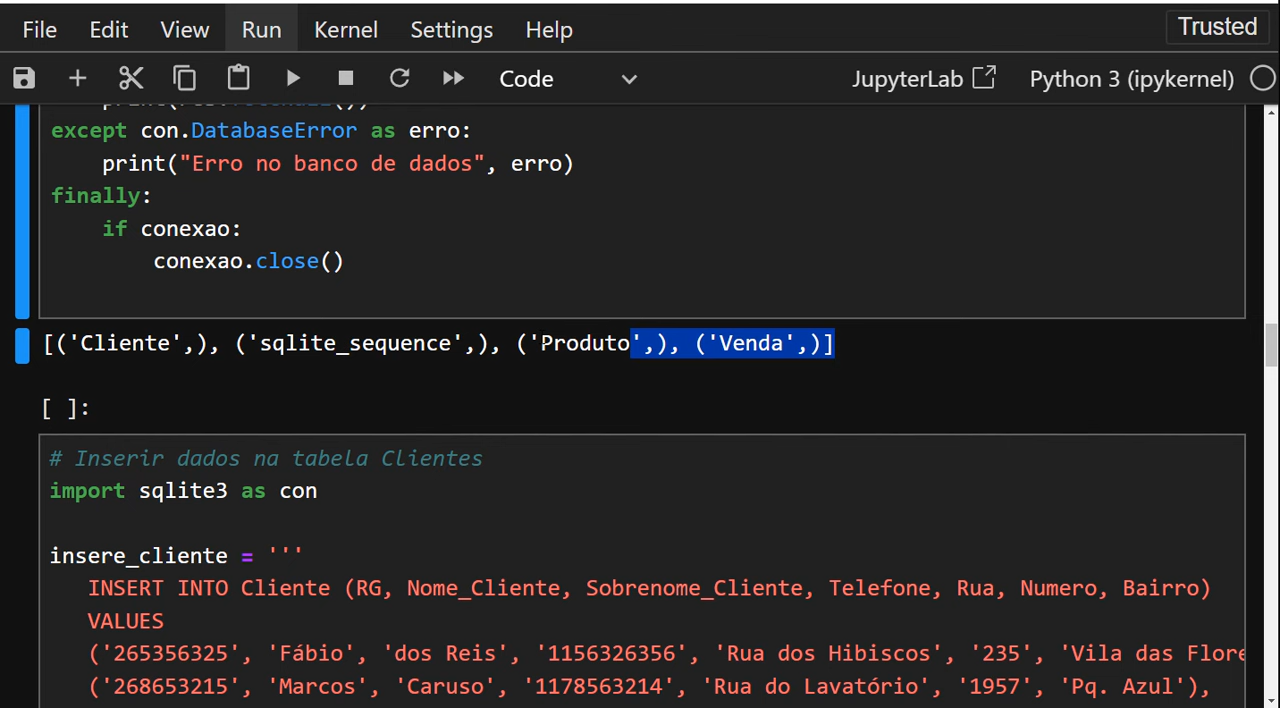 File Edit View Run Kernel Settings Help Trusted
Code JupyterLab Python 3 (ipykernel)
except con.DatabaseError as erro:
print("Erro no banco de dados", erro)
finally:
if conexao:
conexao.close()
[('Cliente',), ('sqlite_sequence',), ('Produto',), ('Venda',)]
[ ]:
# Inserir dados na tabela Clientes
import sqlite3 as con
insere_cliente = '''
INSERT INTO Cliente (RG, Nome_Cliente, Sobrenome_Cliente, Telefone, Rua, Numero, Bairro)
VALUES
('265356325', 'Fábio', 'dos Reis', '1156326356', 'Rua dos Hibiscos', '235', 'Vila das Flore
('268653215', 'Marcos', 'Caruso', '1178563214', 'Rua do Lavatório', '1957', 'Pq. Azul'),